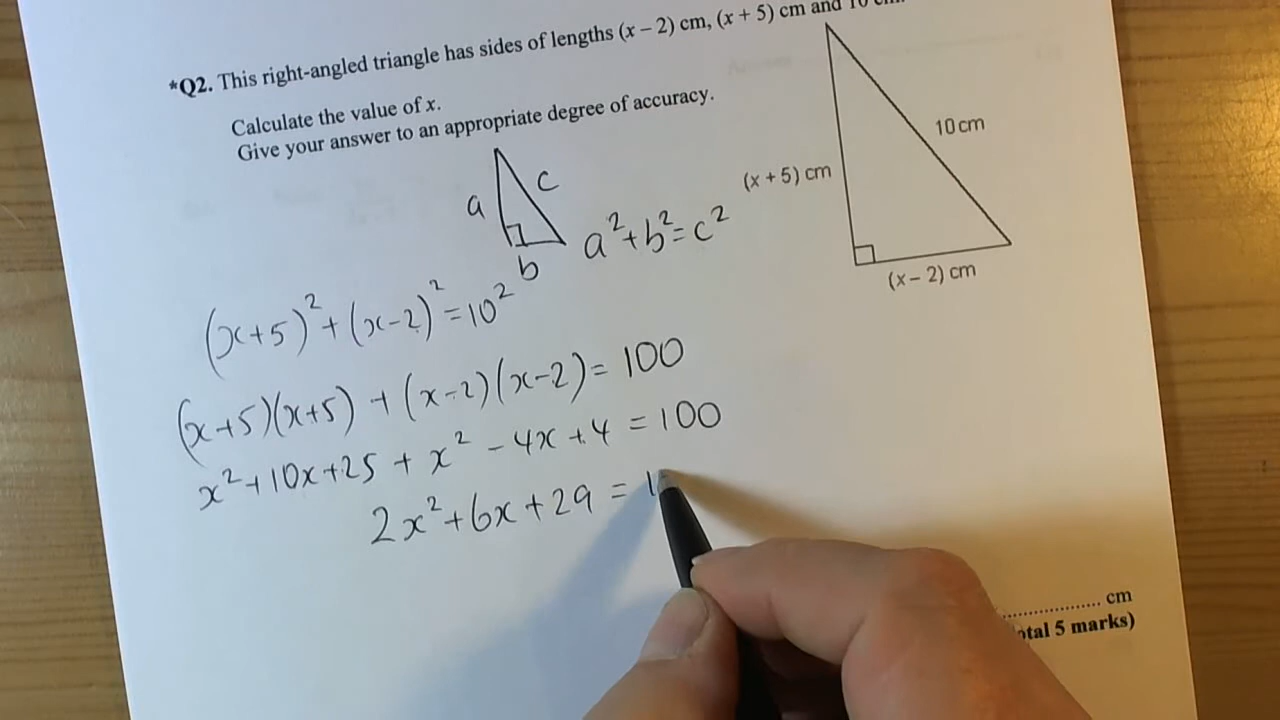 *Q2. This right-angled triangle has sides of lengths (x – 2) cm, (x + 5) cm and 10 cm.
Calculate the value of x.
Give your answer to an appropriate degree of accuracy.
10 cm
(x + 5) cm
(x – 2) cm
a
c
b
a²+b²=c²
(x+5)²+(x-2)²=10²
(x+5)(x+5)+(x-2)(x-2)=100
x²+10x+25+x²-4x+4=100
2x²+6x+29=1
.............. cm
otal 5 marks)